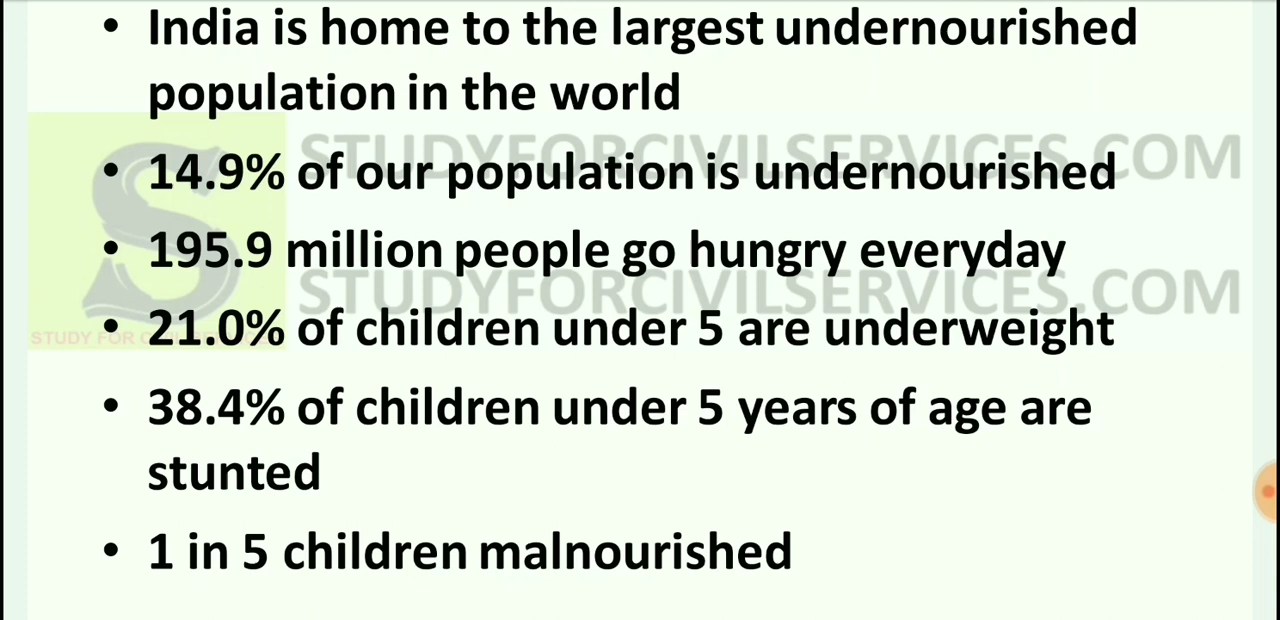 • India is home to the largest undernourished
population in the world
STUDYFORCIVILSERVICES.COM
• 14.9% of our population is undernourished
• 195.9 million people go hungry everyday
STUDYFORCIVILSERVICES.COM
• 21.0% of children under 5 are underweight
STUDY FOR
• 38.4% of children under 5 years of age are
stunted
• 1 in 5 children malnourished